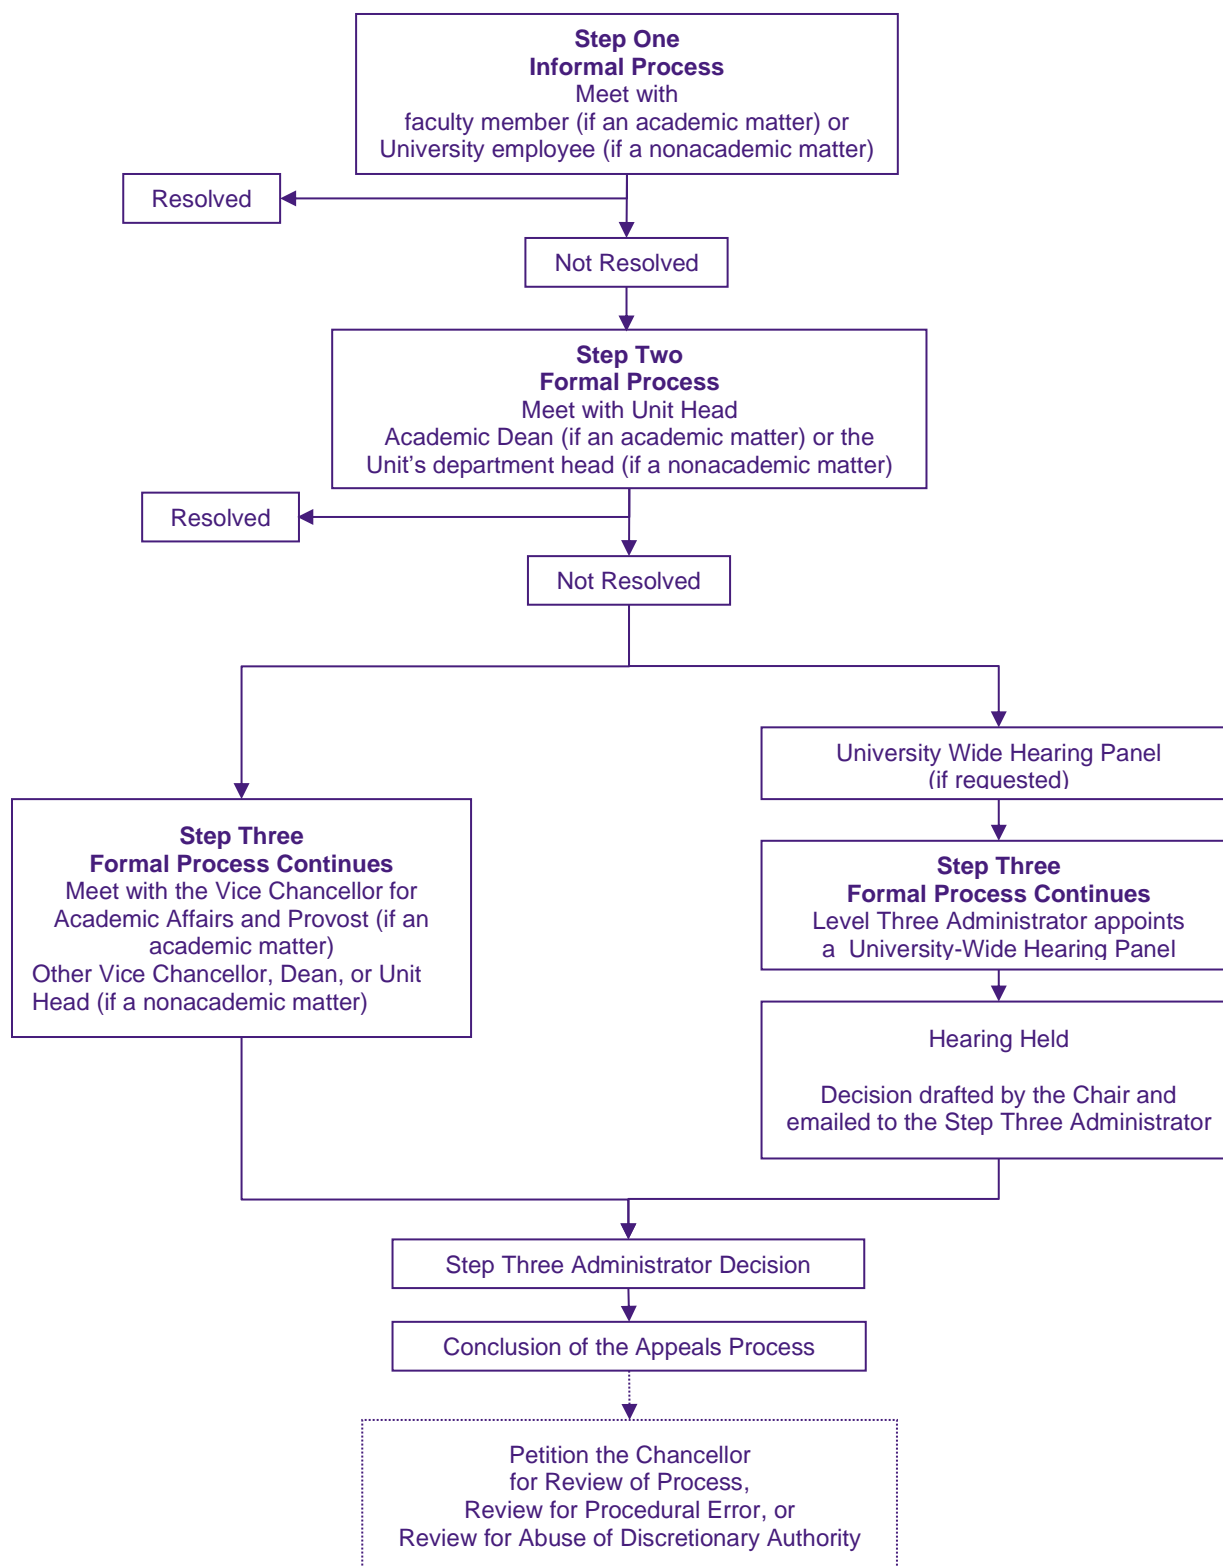 Step One
Informal Process
Meet with
faculty member (if an academic matter) or
University employee (if a nonacademic matter)
Resolved
Not Resolved
Step Two
Formal Process
Meet with Unit Head
Academic Dean (if an academic matter) or the
Unit’s department head (if a nonacademic matter)
Resolved
Not Resolved
University Wide Hearing Panel
(if requested)
Step Three
Formal Process Continues
Meet with the Vice Chancellor for
Academic Affairs and Provost (if an
academic matter)
Other Vice Chancellor, Dean, or Unit
Head (if a nonacademic matter)
Step Three
Formal Process Continues
Level Three Administrator appoints
a University-Wide Hearing Panel
Hearing Held
Decision drafted by the Chair and
emailed to the Step Three Administrator
Step Three Administrator Decision
Conclusion of the Appeals Process
Petition the Chancellor
for Review of Process,
Review for Procedural Error, or
Review for Abuse of Discretionary Authority